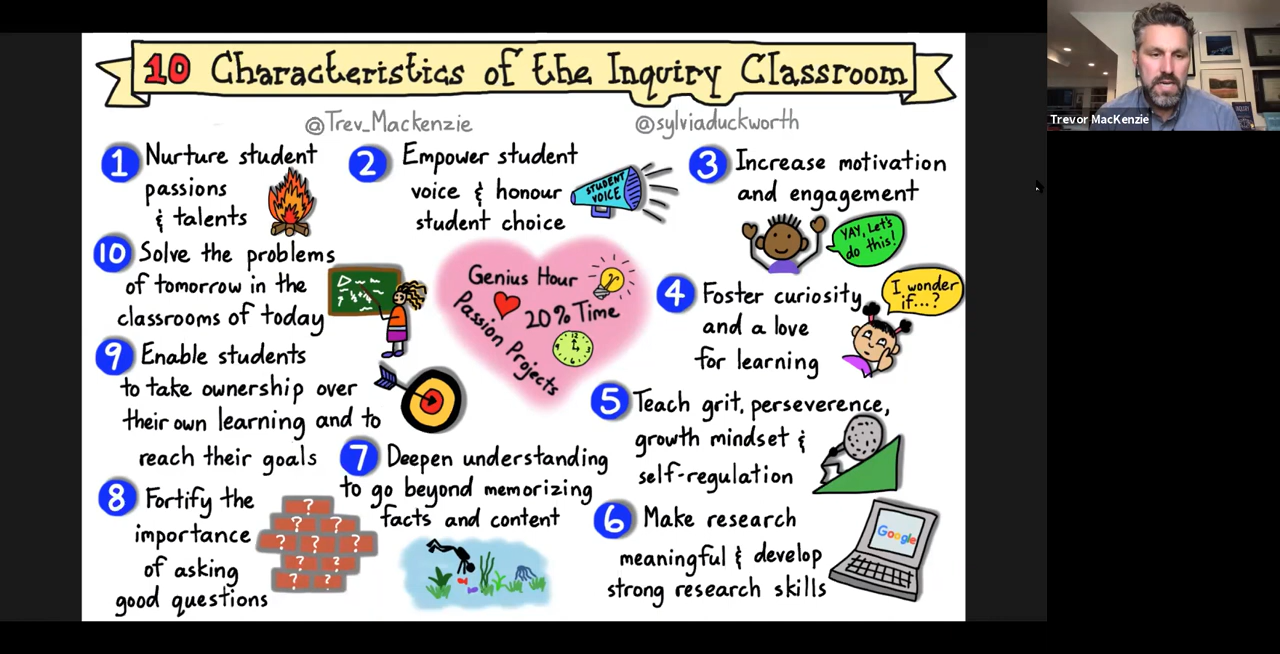 10 Characteristics of the Inquiry Classroom
@Trev_MacKenzie
@sylviaduckworth
Trevor MacKenzie
1 Nurture student
passions
& talents
2 Empower student
voice & honour
student choice
STUDENT
VOICE
3 Increase motivation
and engagement
YAY, Let's
do this!
4 Foster curiosity
and a love
for learning
I wonder
if...?
5 Teach grit, perseverence,
growth mindset &
self-regulation
6 Make research
meaningful & develop
strong research skills
Google
7 Deepen understanding
to go beyond memorizing
facts and content
8 Fortify the
importance
of asking
good questions
?
? ?
? ? ?
? ?
? ?
9 Enable students
to take ownership over
their own learning and to
reach their goals
10 Solve the problems
of tomorrow in the
classrooms of today
Genius Hour
20% Time
Passion Projects